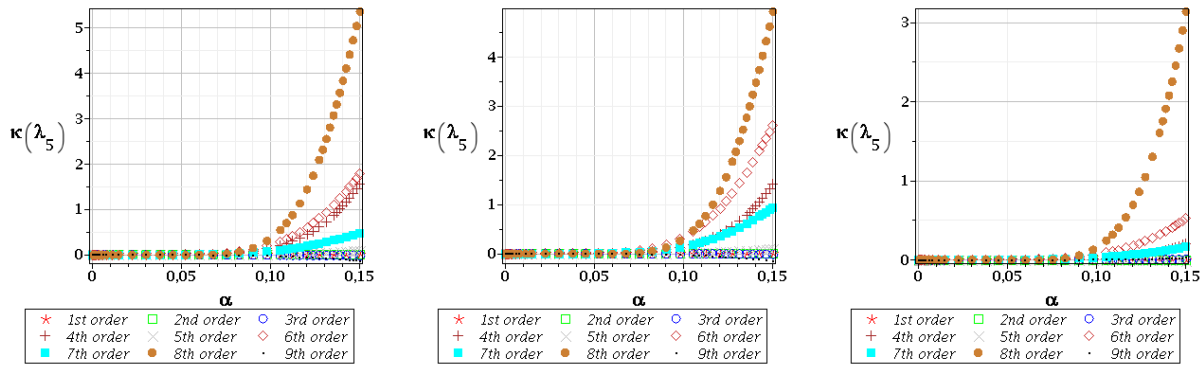 5
4
3
2
1
0
κ(λ₅)
0 0,05 0,10 0,15
α
1st order 2nd order 3rd order
4th order 5th order 6th order
7th order 8th order 9th order
4
3
2
1
0
κ(λ₅)
0 0,05 0,10 0,15
α
1st order 2nd order 3rd order
4th order 5th order 6th order
7th order 8th order 9th order
3
2
1
0
κ(λ₅)
0 0,05 0,10 0,15
α
1st order 2nd order 3rd order
4th order 5th order 6th order
7th order 8th order 9th order